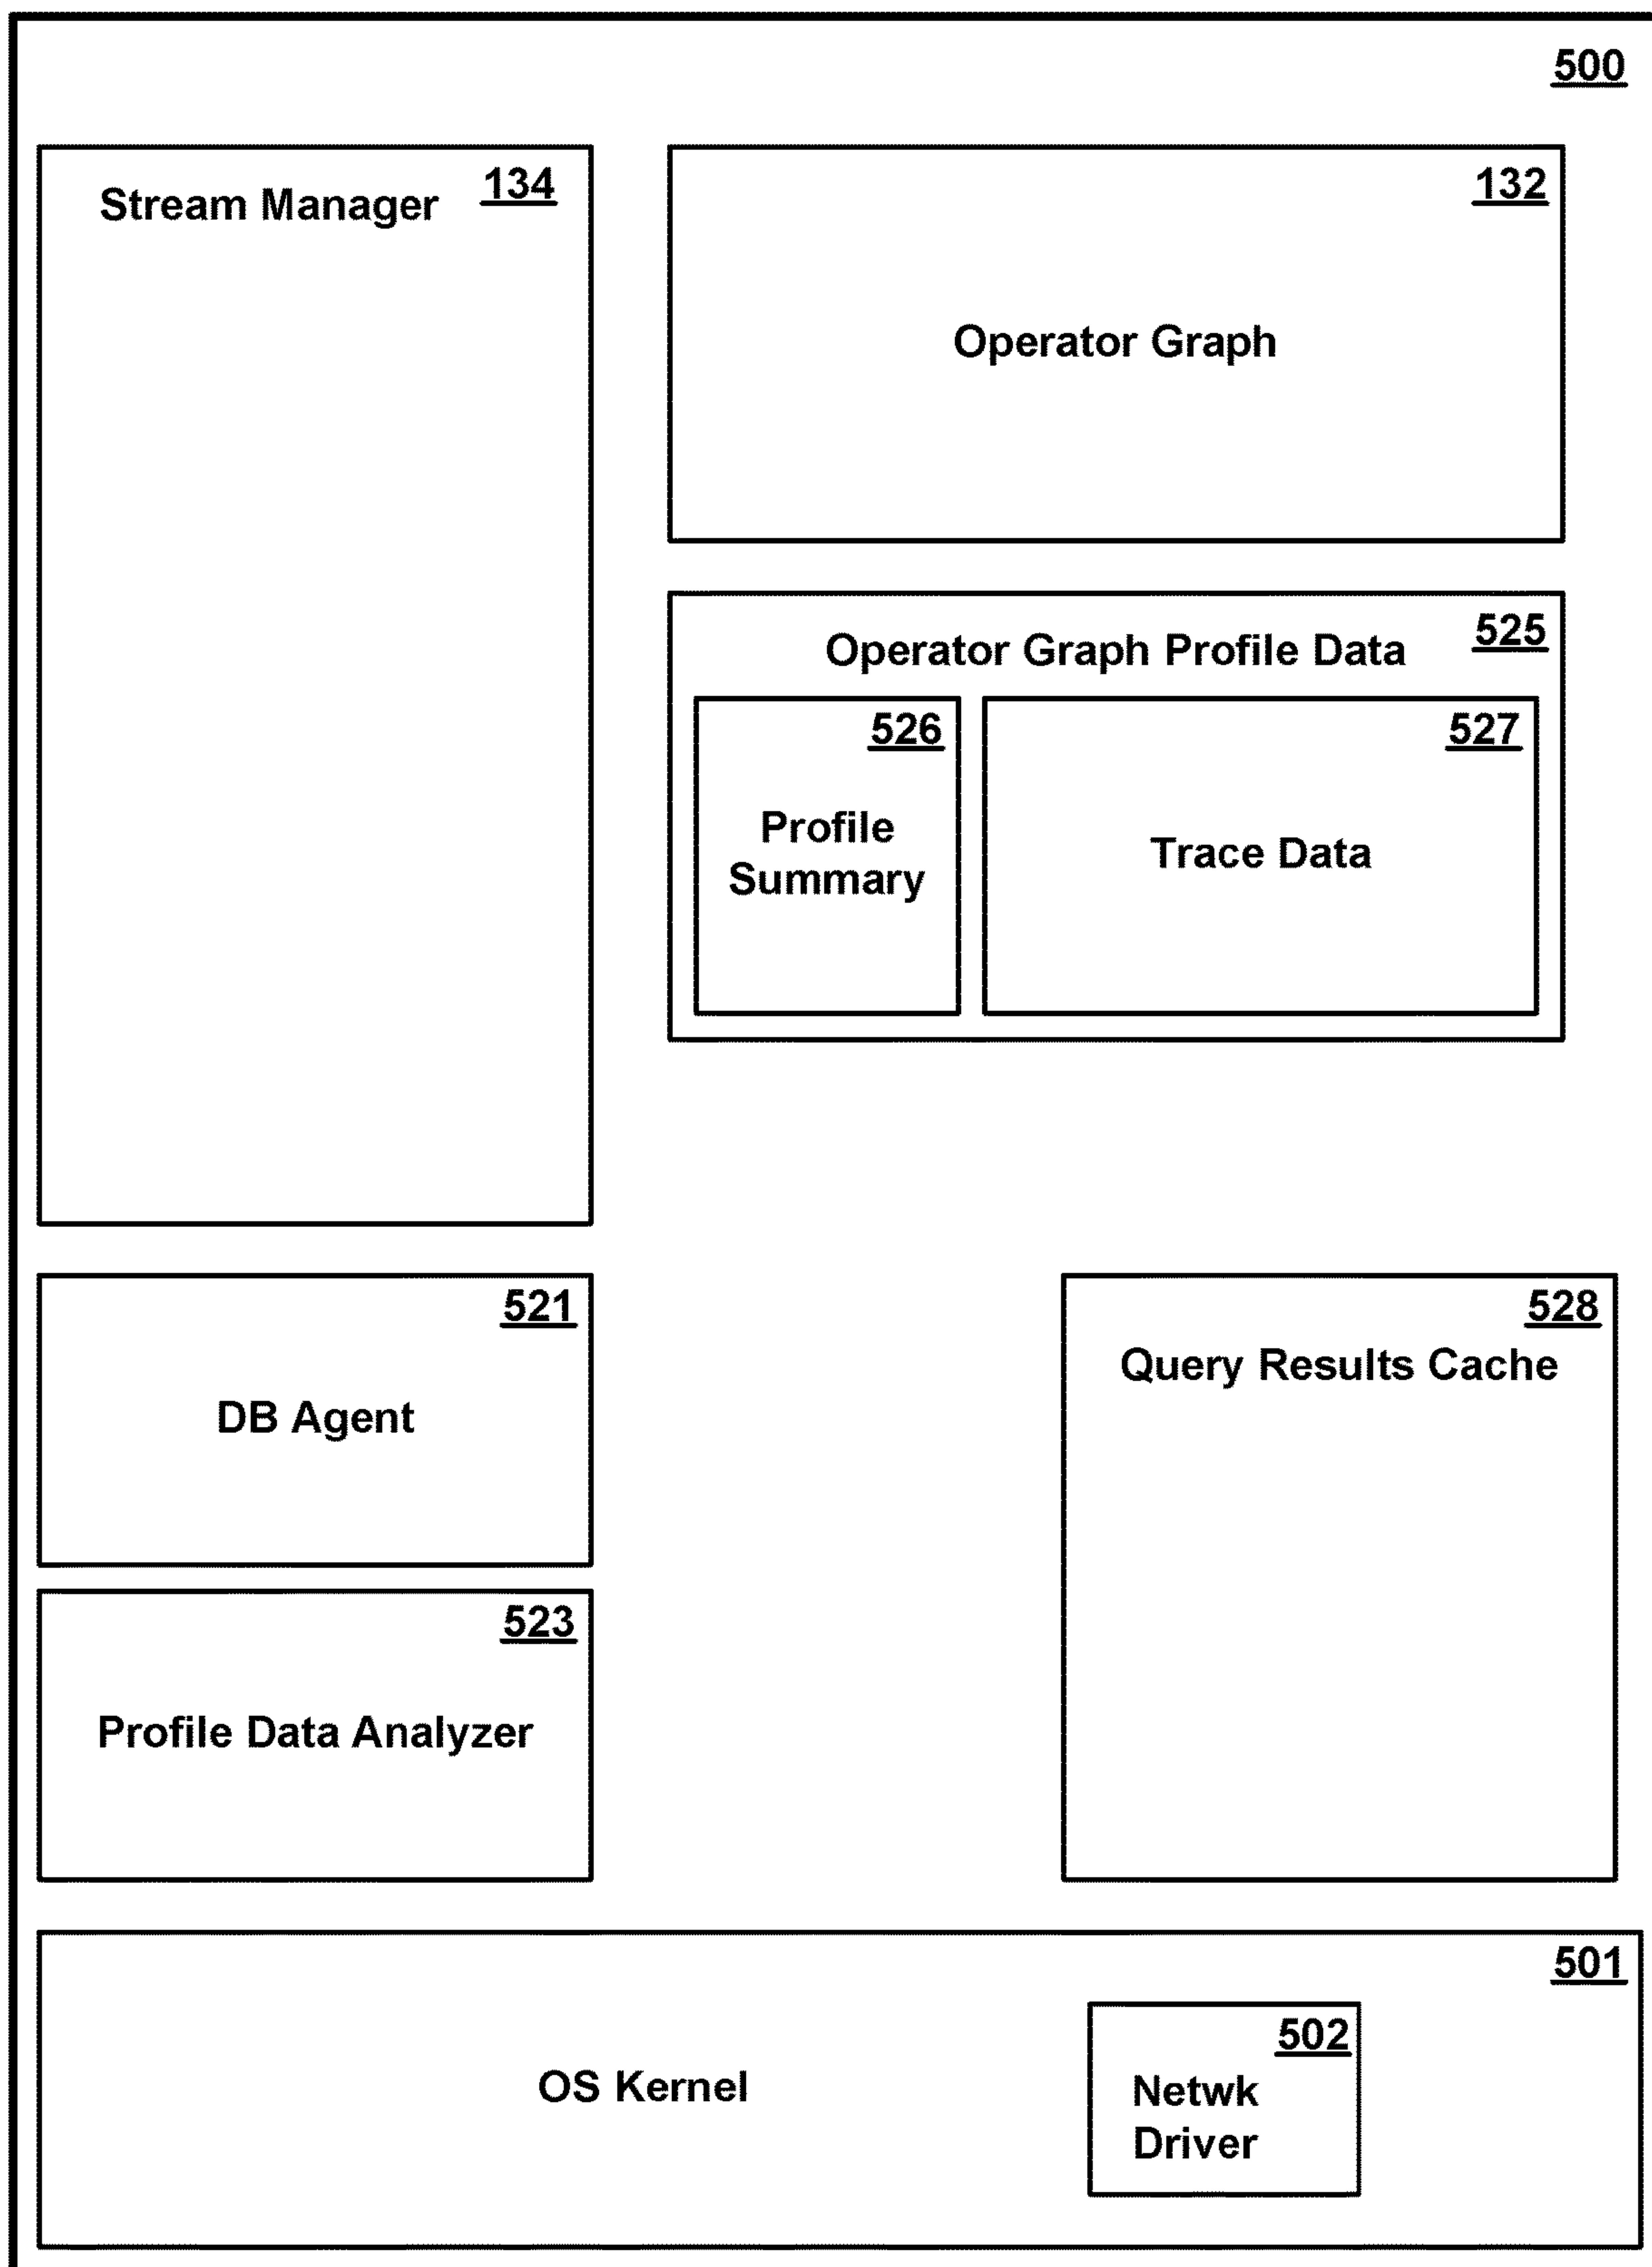 500
Stream Manager 134
132
Operator Graph
Operator Graph Profile Data 525
526
Profile
Summary
527
Trace Data
521
DB Agent
528
Query Results Cache
523
Profile Data Analyzer
501
OS Kernel
502
Netwk
Driver